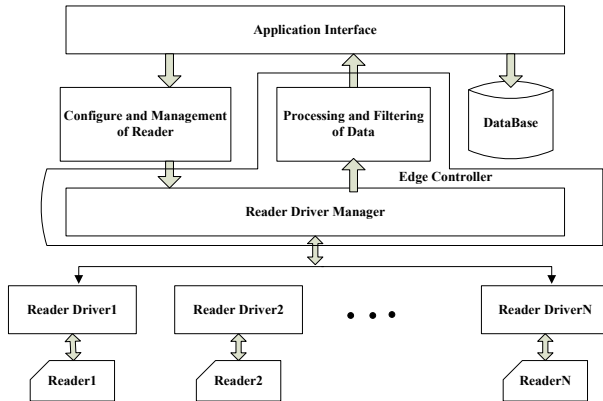 Application Interface
Configure and Management
of Reader
Processing and Filtering
of Data
DataBase
Edge Controller
Reader Driver Manager
Reader Driver1
Reader Driver2
Reader DriverN
Reader1
Reader2
ReaderN